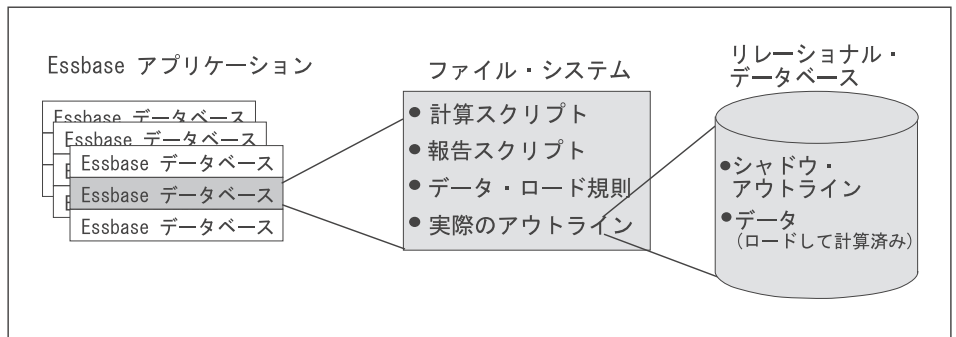 Essbase アプリケーション
Essbase データベース
Essbase データベース
Essbase データベース
Essbase データベース
Essbase データベース
ファイル・システム
● 計算スクリプト
● 報告スクリプト
● データ・ロード規則
● 実際のアウトライン
リレーショナル・
データベース
●シャドウ・
アウトライン
●データ
(ロードして計算済み)